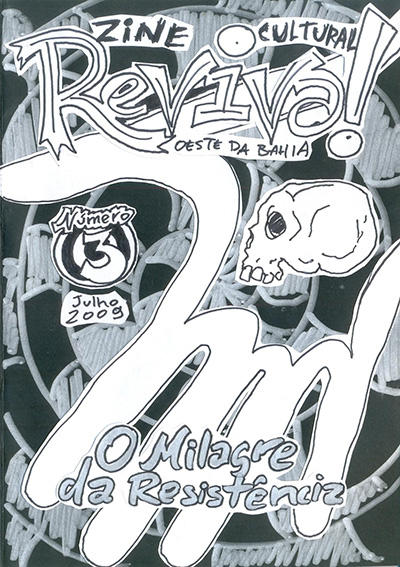 ZINE CULTURAL
Reviva!
OESTE DA BAHIA
Número
3
Julho
2009
O Milagre
da Resistência